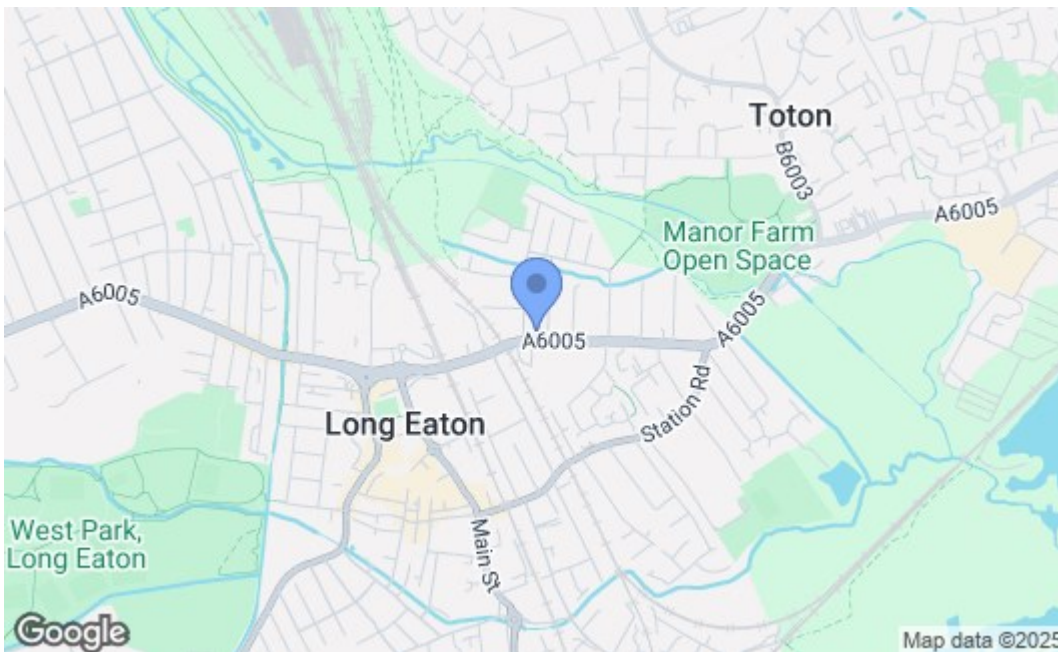 Toton
B6003
A6005
Manor Farm
Open Space
A6005
A6005
A6005
Station Rd
Long Eaton
Main St
West Park,
Long Eaton
Google
Map data ©2025